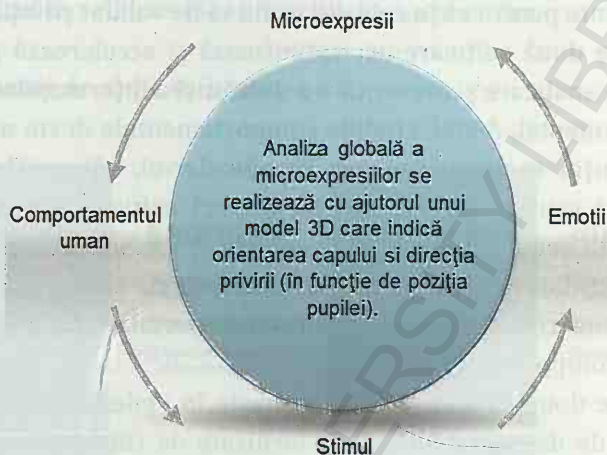 Microexpresii
Analiza globală a
microexpresiilor se
realizează cu ajutorul unui
model 3D care indică
orientarea capului si direcția
privirii (în funcţie de poziţia
pupilei).
Comportamentul
uman
Emotii
Stimul